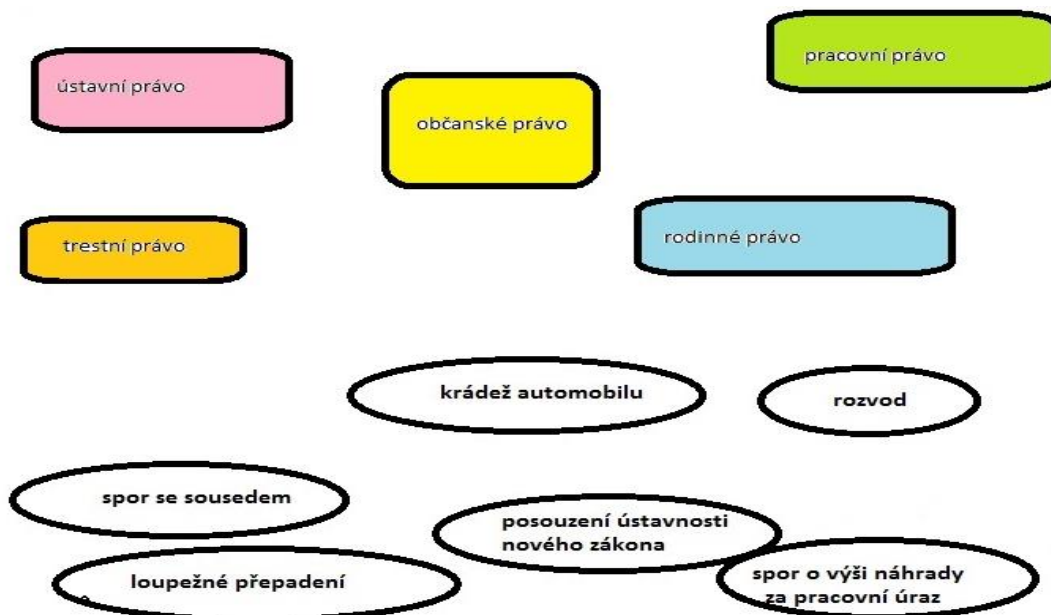 pracovní právo
ústavní právo
občanské právo
trestní právo
rodinné právo
krádež automobilu
rozvod
spor se sousedem
posouzení ústavnosti
nového zákona
loupežné přepadení
spor o výši náhrady
za pracovní úraz